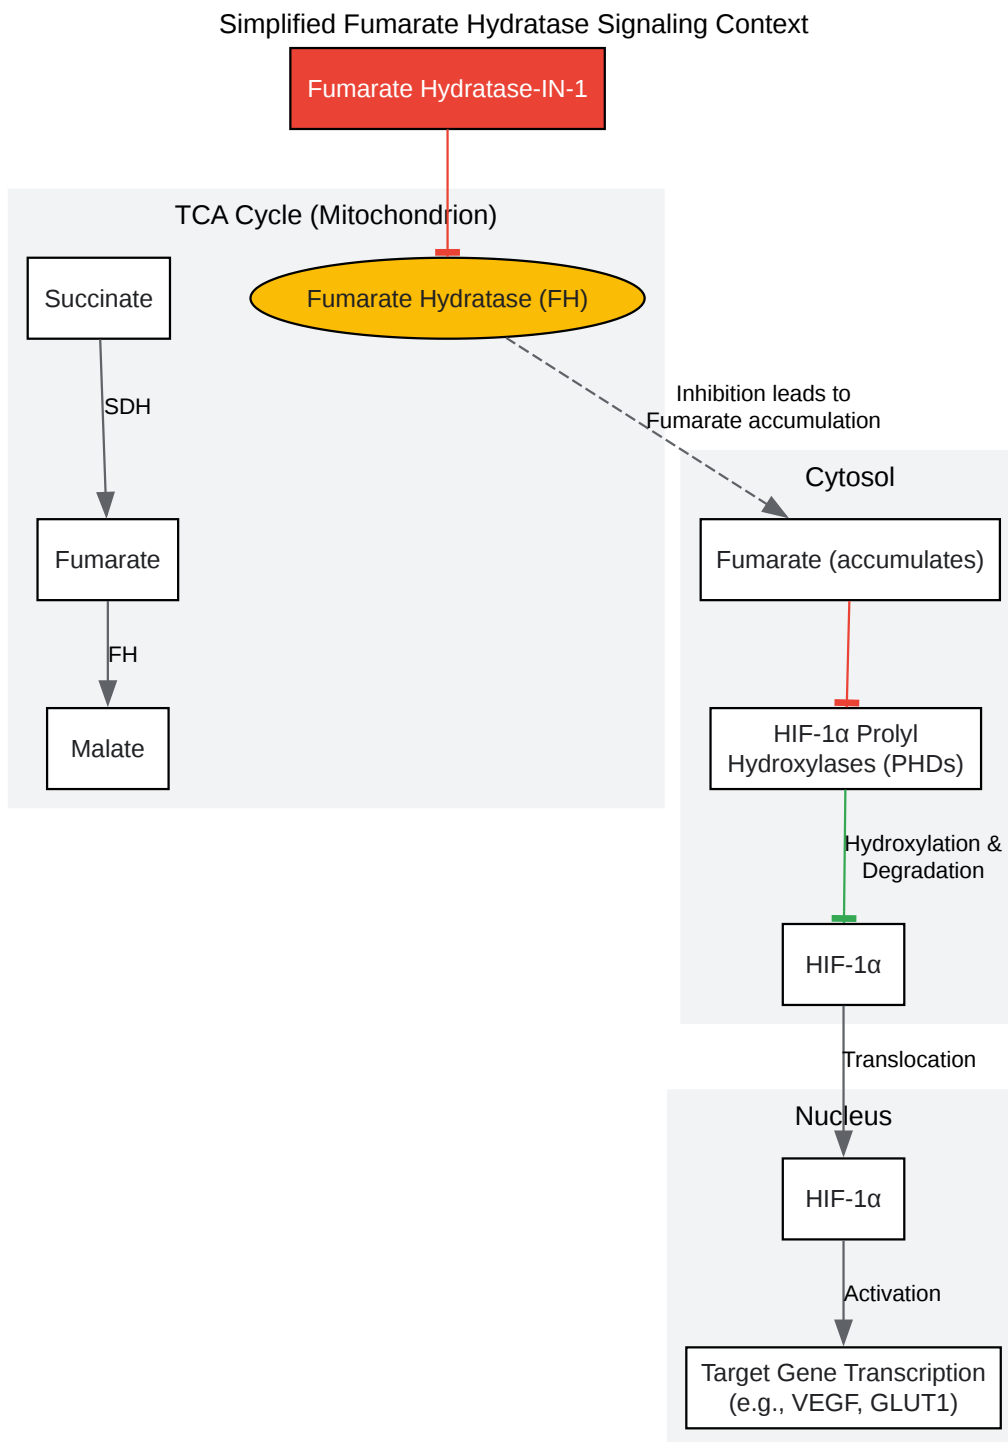 Simplified Fumarate Hydratase Signaling Context
Fumarate Hydratase-IN-1
TCA Cycle (Mitochondrion)
Succinate
Fumarate Hydratase (FH)
SDH
Inhibition leads to
Fumarate accumulation
Cytosol
Fumarate
Fumarate (accumulates)
FH
Malate
HIF-1α Prolyl
Hydroxylases (PHDs)
Hydroxylation &
Degradation
HIF-1α
Translocation
Nucleus
HIF-1α
Activation
Target Gene Transcription
(e.g., VEGF, GLUT1)